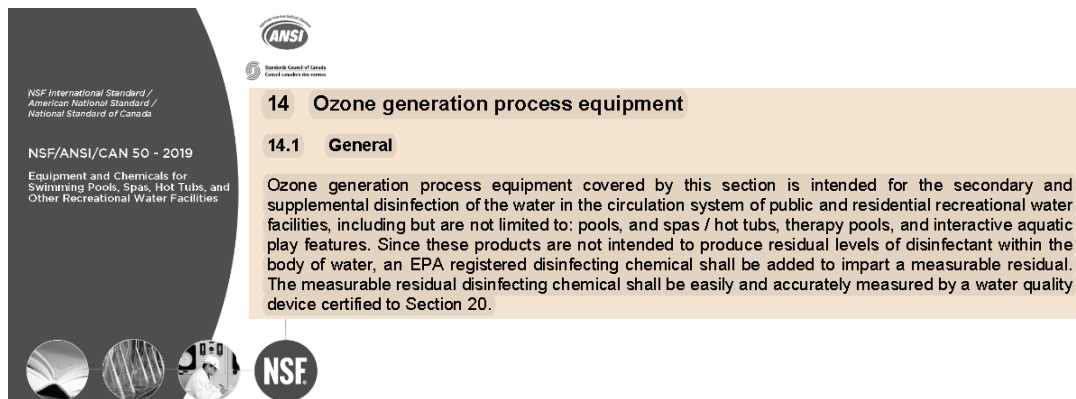 NSF International Standard /
American National Standard /
National Standard of Canada
NSF/ANSI/CAN 50 - 2019
Equipment and Chemicals for
Swimming Pools, Spas, Hot Tubs, and
Other Recreational Water Facilities
ANSI
Standards Council of Canada
Conseil canadien des normes
14 Ozone generation process equipment
14.1 General
Ozone generation process equipment covered by this section is intended for the secondary and
supplemental disinfection of the water in the circulation system of public and residential recreational water
facilities, including but are not limited to: pools, and spas / hot tubs, therapy pools, and interactive aquatic
play features. Since these products are not intended to produce residual levels of disinfectant within the
body of water, an EPA registered disinfecting chemical shall be added to impart a measurable residual.
The measurable residual disinfecting chemical shall be easily and accurately measured by a water quality
device certified to Section 20.
NSF